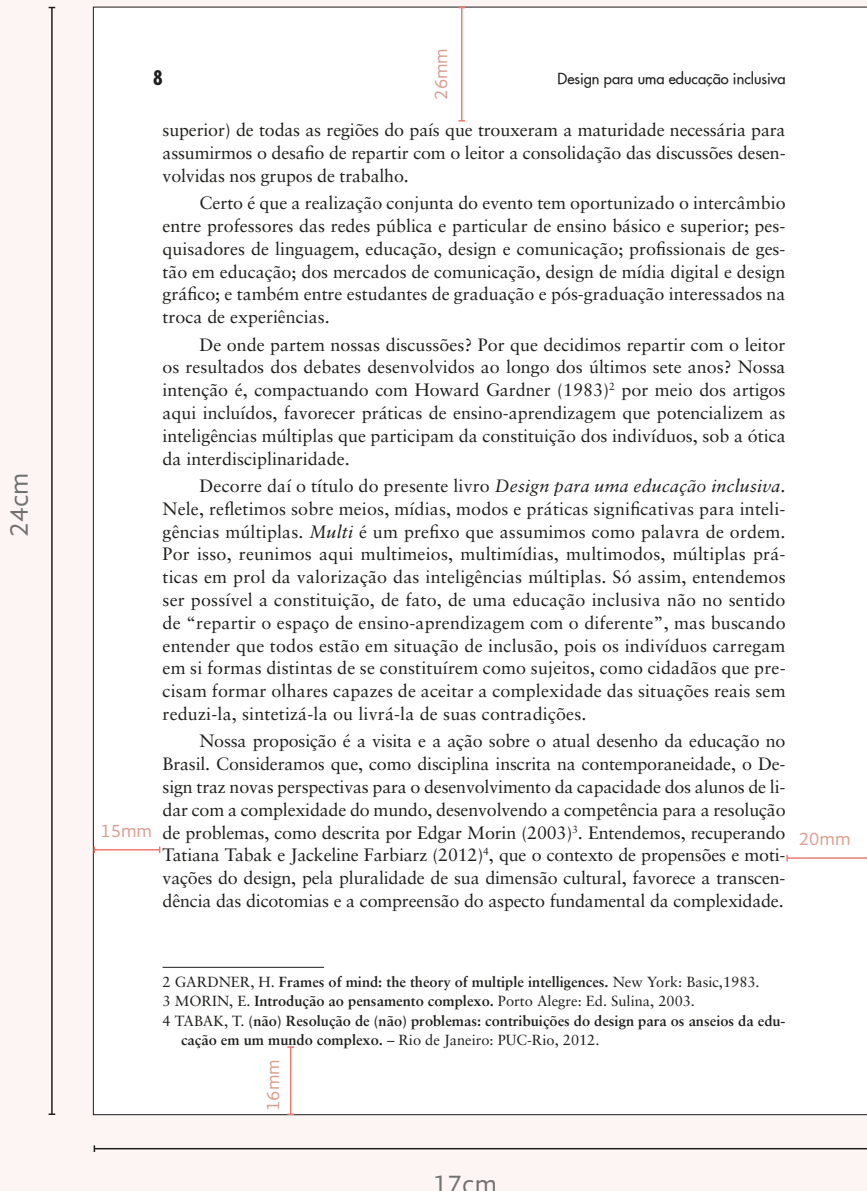 26mm
8
Design para uma educação inclusiva
superior) de todas as regiões do país que trouxeram a maturidade necessária para
assumirmos o desafio de repartir com o leitor a consolidação das discussões desen-
volvidas nos grupos de trabalho.
Certo é que a realização conjunta do evento tem oportunizado o intercâmbio
entre professores das redes pública e particular de ensino básico e superior; pes-
quisadores de linguagem, educação, design e comunicação; profissionais de ges-
tão em educação; dos mercados de comunicação, design de mídia digital e design
gráfico; e também entre estudantes de graduação e pós-graduação interessados na
troca de experiências.
De onde partem nossas discussões? Por que decidimos repartir com o leitor
os resultados dos debates desenvolvidos ao longo dos últimos sete anos? Nossa
intenção é, compactuando com Howard Gardner (1983)² por meio dos artigos
aqui incluídos, favorecer práticas de ensino-aprendizagem que potencializem as
inteligências múltiplas que participam da constituição dos indivíduos, sob a ótica
da interdisciplinaridade.
Decorre daí o título do presente livro Design para uma educação inclusiva.
Nele, refletimos sobre meios, mídias, modos e práticas significativas para inteli-
gências múltiplas. Multi é um prefixo que assumimos como palavra de ordem.
Por isso, reunimos aqui multimeios, multimídias, multimodos, múltiplas prá-
ticas em prol da valorização das inteligências múltiplas. Só assim, entendemos
ser possível a constituição, de fato, de uma educação inclusiva não no sentido
de “repartir o espaço de ensino-aprendizagem com o diferente”, mas buscando
entender que todos estão em situação de inclusão, pois os indivíduos carregam
em si formas distintas de se constituírem como sujeitos, como cidadãos que pre-
cisam formar olhares capazes de aceitar a complexidade das situações reais sem
reduzi-la, sintetizá-la ou livrá-la de suas contradições.
Nossa proposição é a visita e a ação sobre o atual desenho da educação no
Brasil. Consideramos que, como disciplina inscrita na contemporaneidade, o De-
sign traz novas perspectivas para o desenvolvimento da capacidade dos alunos de li-
dar com a complexidade do mundo, desenvolvendo a competência para a resolução
de problemas, como descrita por Edgar Morin (2003)³. Entendemos, recuperando
Tatiana Tabak e Jackeline Farbiarz (2012)⁴, que o contexto de propensões e moti-
vações do design, pela pluralidade de sua dimensão cultural, favorece a transcen-
dência das dicotomias e a compreensão do aspecto fundamental da complexidade.
24cm
15mm
20mm
2 GARDNER, H. Frames of mind: the theory of multiple intelligences. New York: Basic,1983.
3 MORIN, E. Introdução ao pensamento complexo. Porto Alegre: Ed. Sulina, 2003.
4 TABAK, T. (não) Resolução de (não) problemas: contribuições do design para os anseios da edu-
cação em um mundo complexo. – Rio de Janeiro: PUC-Rio, 2012.
16mm
17cm